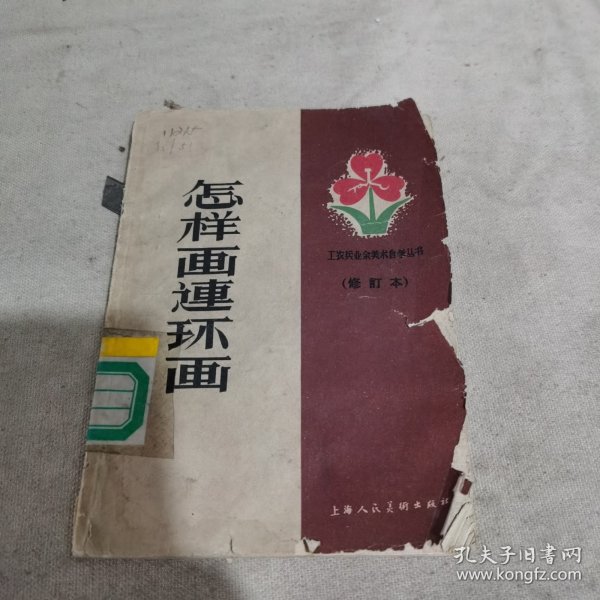 怎样画連环画
工农兵业余美术自学丛书
(修訂本)
上海人民美術出版社
孔夫子旧书网
www.kongfz.com